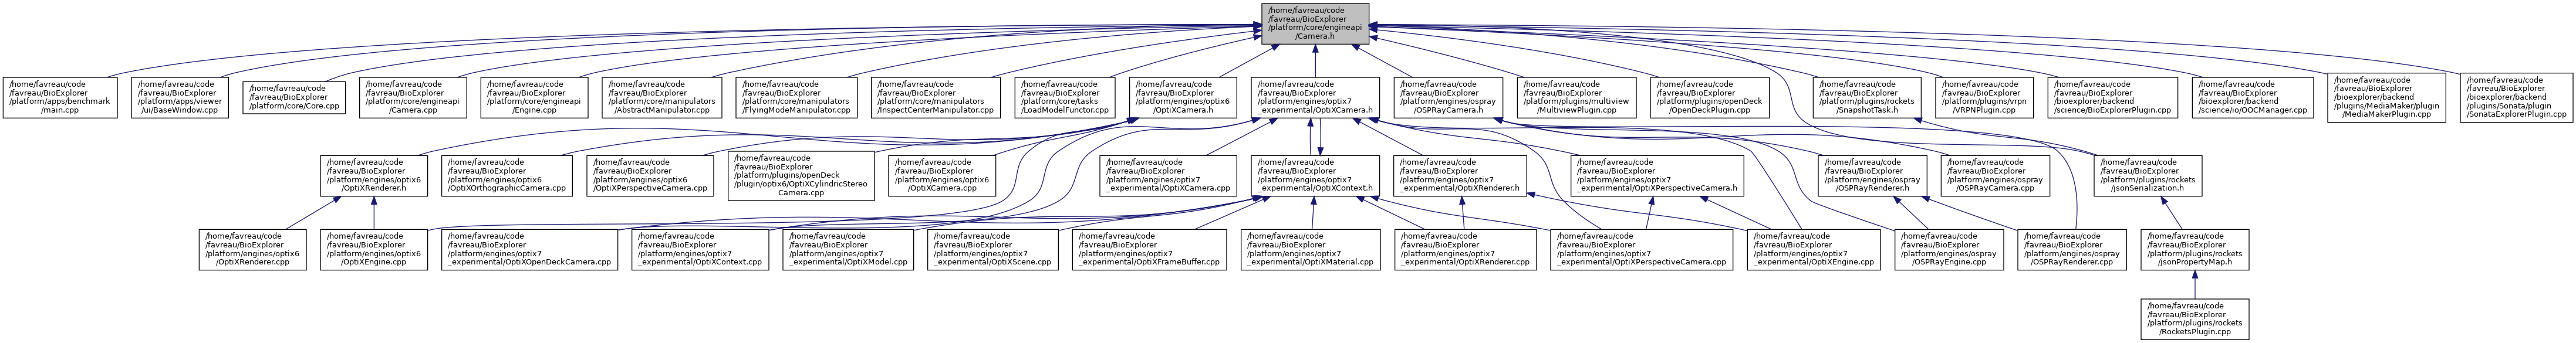 /home/favreau/code
/favreau/BioExplorer
/platform/core/engineapi
/Camera.h
/home/favreau/code
/favreau/BioExplorer
/platform/apps/benchmark
/main.cpp
/home/favreau/code
/favreau/BioExplorer
/platform/apps/viewer
/ui/BaseWindow.cpp
/home/favreau/code
/favreau/BioExplorer
/platform/core/Core.cpp
/home/favreau/code
/favreau/BioExplorer
/platform/core/engineapi
/Camera.cpp
/home/favreau/code
/favreau/BioExplorer
/platform/core/engineapi
/Engine.cpp
/home/favreau/code
/favreau/BioExplorer
/platform/core/manipulators
/AbstractManipulator.cpp
/home/favreau/code
/favreau/BioExplorer
/platform/core/manipulators
/FlyingModeManipulator.cpp
/home/favreau/code
/favreau/BioExplorer
/platform/core/manipulators
/InspectCenterManipulator.cpp
/home/favreau/code
/favreau/BioExplorer
/platform/core/tasks
/LoadModelFunctor.cpp
/home/favreau/code
/favreau/BioExplorer
/platform/engines/optix6
/OptiXCamera.h
/home/favreau/code
/favreau/BioExplorer
/platform/engines/optix7
_experimental/OptiXCamera.h
/home/favreau/code
/favreau/BioExplorer
/platform/engines/ospray
/OSPRayCamera.h
/home/favreau/code
/favreau/BioExplorer
/platform/plugins/multiview
/MultiviewPlugin.cpp
/home/favreau/code
/favreau/BioExplorer
/platform/plugins/openDeck
/OpenDeckPlugin.cpp
/home/favreau/code
/favreau/BioExplorer
/platform/plugins/rockets
/SnapshotTask.h
/home/favreau/code
/favreau/BioExplorer
/platform/plugins/vrpn
/VRPNPlugin.cpp
/home/favreau/code
/favreau/BioExplorer
/bioexplorer/backend
/science/BioExplorerPlugin.cpp
/home/favreau/code
/favreau/BioExplorer
/bioexplorer/backend
/science/io/OOCManager.cpp
/home/favreau/code
/favreau/BioExplorer
/bioexplorer/backend
/plugins/MediaMaker/plugin
/MediaMakerPlugin.cpp
/home/favreau/code
/favreau/BioExplorer
/bioexplorer/backend
/plugins/Sonata/plugin
/SonataExplorerPlugin.cpp
/home/favreau/code
/favreau/BioExplorer
/platform/engines/optix6
/OptiXRenderer.h
/home/favreau/code
/favreau/BioExplorer
/platform/engines/optix6
/OptiXOrthographicCamera.cpp
/home/favreau/code
/favreau/BioExplorer
/platform/engines/optix6
/OptiXPerspectiveCamera.cpp
/home/favreau/code
/favreau/BioExplorer
/platform/plugins/openDeck
/plugin/optix6/OptiXCylindricStereo
Camera.cpp
/home/favreau/code
/favreau/BioExplorer
/platform/engines/optix6
/OptiXCamera.cpp
/home/favreau/code
/favreau/BioExplorer
/platform/engines/optix7
_experimental/OptiXCamera.cpp
/home/favreau/code
/favreau/BioExplorer
/platform/engines/optix7
_experimental/OptiXContext.h
/home/favreau/code
/favreau/BioExplorer
/platform/engines/optix7
_experimental/OptiXRenderer.h
/home/favreau/code
/favreau/BioExplorer
/platform/engines/optix7
_experimental/OptiXPerspectiveCamera.h
/home/favreau/code
/favreau/BioExplorer
/platform/engines/ospray
/OSPRayRenderer.h
/home/favreau/code
/favreau/BioExplorer
/platform/engines/ospray
/OSPRayCamera.cpp
/home/favreau/code
/favreau/BioExplorer
/platform/plugins/rockets
/jsonSerialization.h
/home/favreau/code
/favreau/BioExplorer
/platform/engines/optix6
/OptiXRenderer.cpp
/home/favreau/code
/favreau/BioExplorer
/platform/engines/optix6
/OptiXEngine.cpp
/home/favreau/code
/favreau/BioExplorer
/platform/engines/optix7
_experimental/OptiXOpenDeckCamera.cpp
/home/favreau/code
/favreau/BioExplorer
/platform/engines/optix7
_experimental/OptiXContext.cpp
/home/favreau/code
/favreau/BioExplorer
/platform/engines/optix7
_experimental/OptiXModel.cpp
/home/favreau/code
/favreau/BioExplorer
/platform/engines/optix7
_experimental/OptiXScene.cpp
/home/favreau/code
/favreau/BioExplorer
/platform/engines/optix7
_experimental/OptiXFrameBuffer.cpp
/home/favreau/code
/favreau/BioExplorer
/platform/engines/optix7
_experimental/OptiXMaterial.cpp
/home/favreau/code
/favreau/BioExplorer
/platform/engines/optix7
_experimental/OptiXRenderer.cpp
/home/favreau/code
/favreau/BioExplorer
/platform/engines/optix7
_experimental/OptiXPerspectiveCamera.cpp
/home/favreau/code
/favreau/BioExplorer
/platform/engines/optix7
_experimental/OptiXEngine.cpp
/home/favreau/code
/favreau/BioExplorer
/platform/engines/ospray
/OSPRayEngine.cpp
/home/favreau/code
/favreau/BioExplorer
/platform/engines/ospray
/OSPRayRenderer.cpp
/home/favreau/code
/favreau/BioExplorer
/platform/plugins/rockets
/jsonPropertyMap.h
/home/favreau/code
/favreau/BioExplorer
/platform/plugins/rockets
/RocketsPlugin.cpp